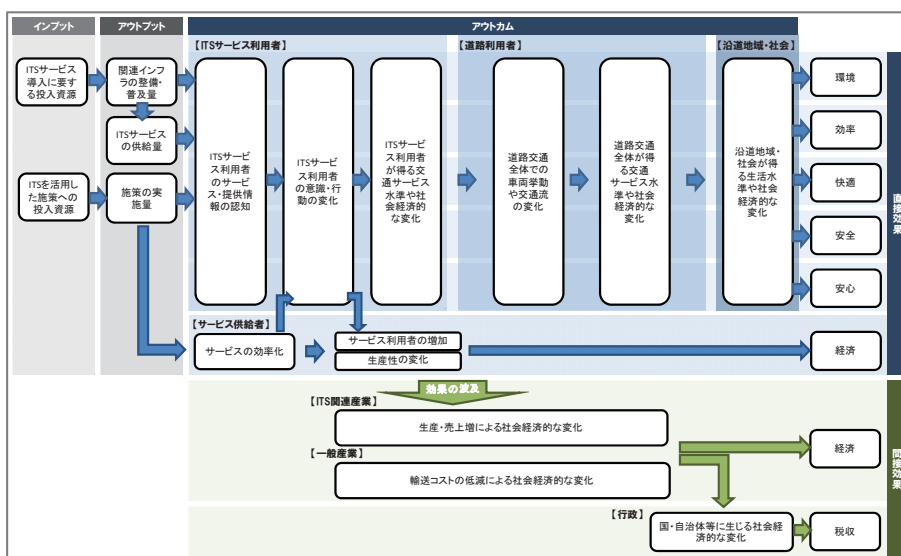 インプット
アウトプット
アウトカム
【ITSサービス利用者】
【道路利用者】
【沿道地域・社会】
ITSサービス
導入に要す
る投入資源
関連インフ
ラの整備・
普及量
ITSサービス
の供給量
ITSを活用し
た施策への
投入資源
施策の実
施量
ITSサービ
ス利用者
のサービ
ス・提供情
報の認知
ITSサービ
ス利用者
の意識・行
動の変化
ITSサービ
ス利用者
が得る交
通サービス
水準や社
会経済的
な変化
道路交通
全体での
車両挙動
や交通流
の変化
道路交通
全体が得
る交通
サービス水
準や社会
経済的な
変化
沿道地域・
社会が得
る生活水
準や社会
経済的な
変化
環境
効率
快適
安全
安心
直接効果
【サービス供給者】
サービスの効率化
サービス利用者の増加
生産性の変化
経済
効果の波及
【ITS関連産業】
生産・売上増による社会経済的な変化
【一般産業】
輸送コストの低減による社会経済的な変化
経済
間接効果
【行政】
国・自治体等に生じる社会経
済的な変化
税収